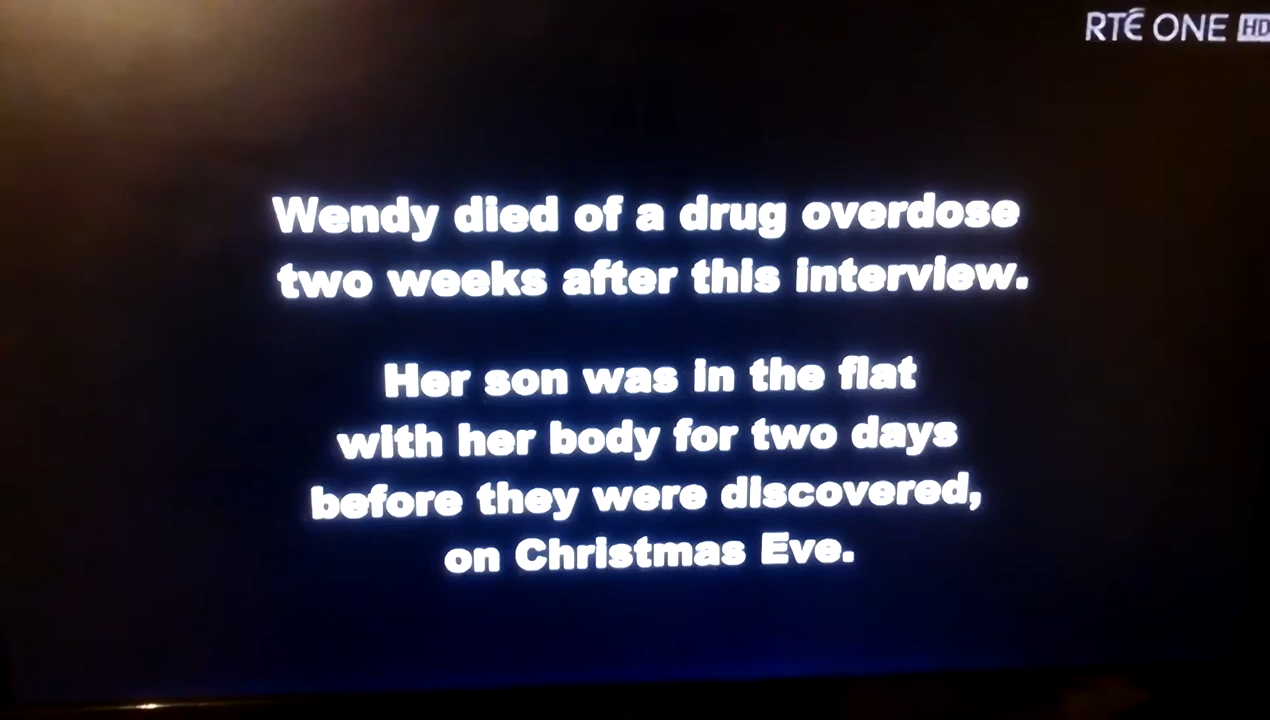 RTÉ ONE HD
Wendy died of a drug overdose
two weeks after this interview.
Her son was in the flat
with her body for two days
before they were discovered,
on Christmas Eve.